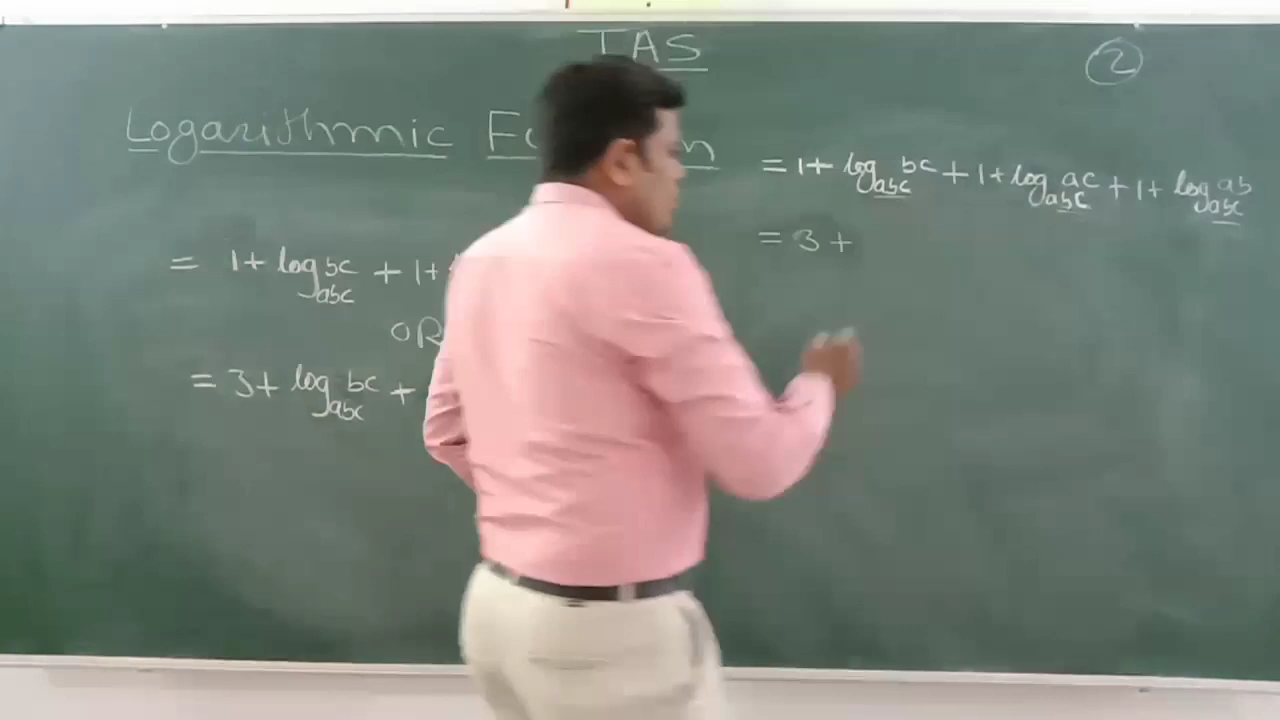 IAS
2
Logarithmic
= 1 + log_abc bc + 1 +
OR
= 3 + log_abc bc +
= 1 + log_abc bc + 1 + log_abc ac + 1 + log_abc ab
= 3 +